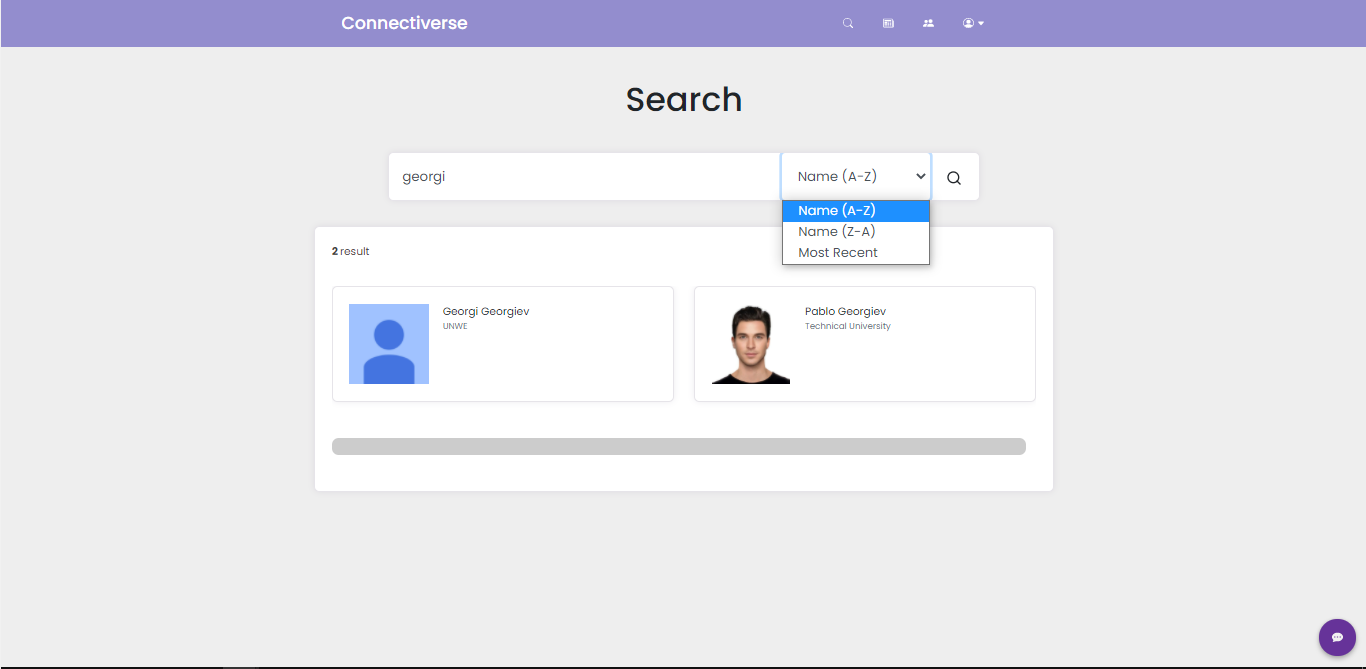 Connectiverse
Search
georgi
Name (A-Z)
Name (A-Z)
Name (Z-A)
Most Recent
2 result
Georgi Georgiev
UNWE
Pablo Georgiev
Technical University